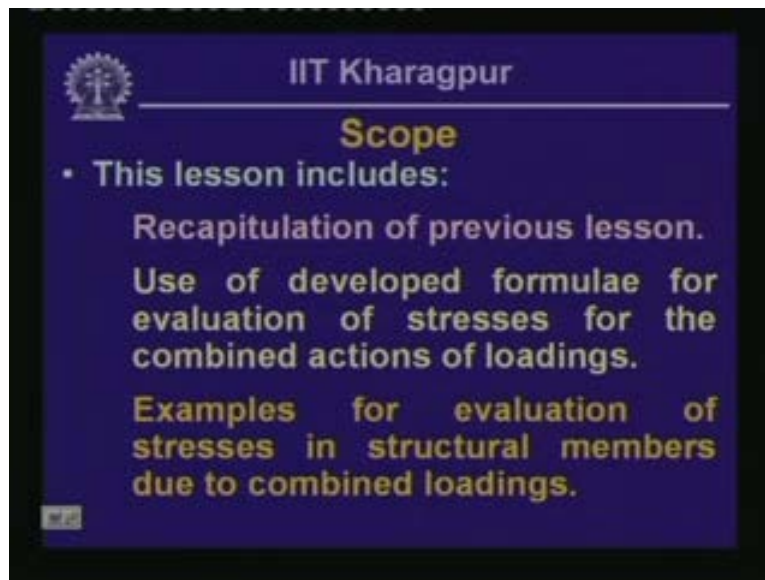 IIT Kharagpur
Scope
• This lesson includes:
Recapitulation of previous lesson.
Use of developed formulae for
evaluation of stresses for the
combined actions of loadings.
Examples for evaluation of
stresses in structural members
due to combined loadings.